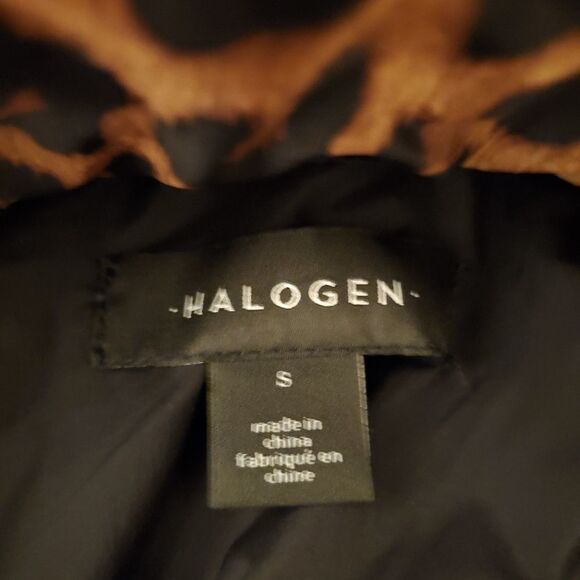 -HALOGEN-
S
made in
china
fabriqué en
chine